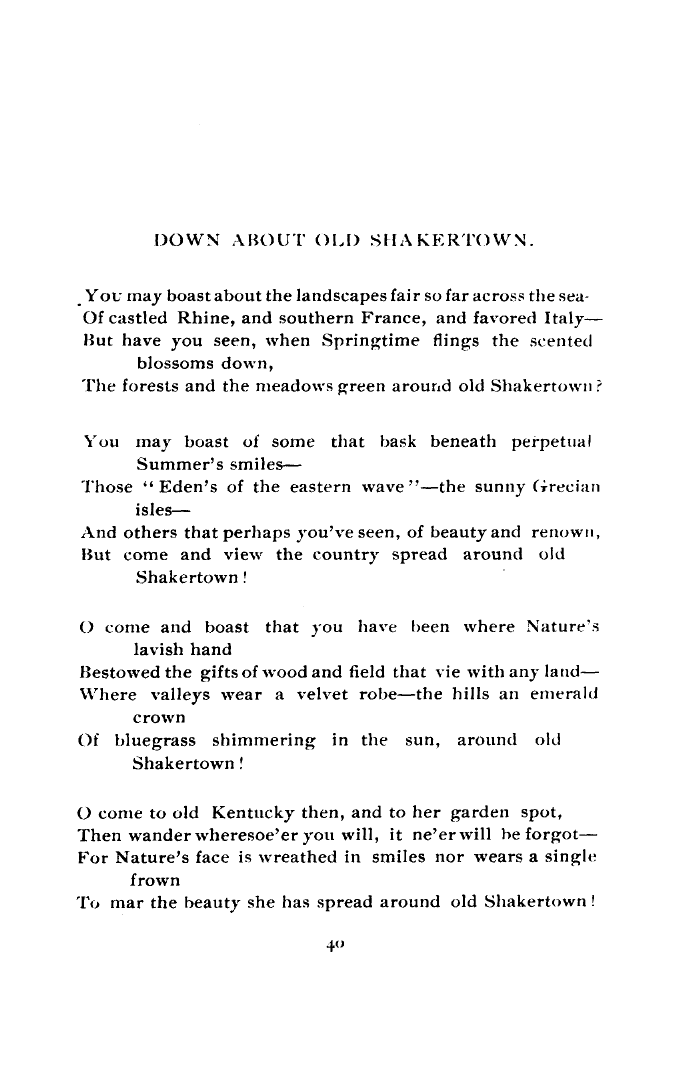 DOWN ABOUT OLD SHAKERTOWN.
You may boast about the landscapes fair so far across the sea-
Of castled Rhine, and southern France, and favored Italy—
But have you seen, when Springtime flings the scented
blossoms down,
The forests and the meadows green around old Shakertown?
You may boast of some that bask beneath perpetual
Summer's smiles—
Those "Eden's of the eastern wave"—the sunny Grecian
isles—
And others that perhaps you've seen, of beauty and renown,
But come and view the country spread around old
Shakertown!
O come and boast that you have been where Nature's
lavish hand
Bestowed the gifts of wood and field that vie with any land—
Where valleys wear a velvet robe—the hills an emerald
crown
Of bluegrass shimmering in the sun, around old
Shakertown!
O come to old Kentucky then, and to her garden spot,
Then wander wheresoe'er you will, it ne'er will be forgot—
For Nature's face is wreathed in smiles nor wears a single
frown
To mar the beauty she has spread around old Shakertown!
40